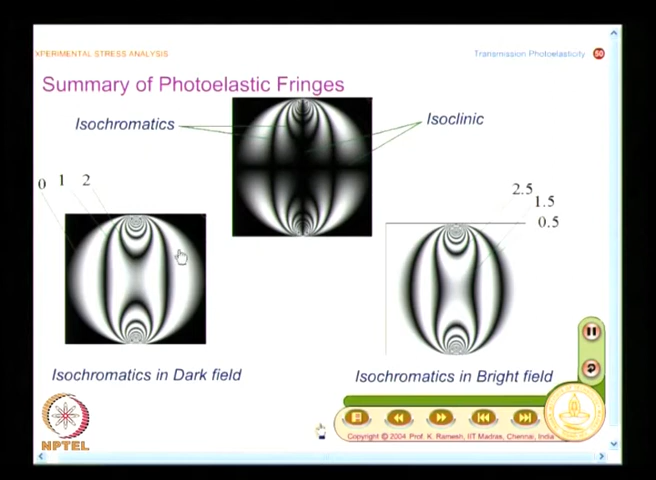 XPERIMENTAL STRESS ANALYSIS
Transmission Photoelasticity 50
Summary of Photoelastic Fringes
Isochromatics
Isoclinic
0 1 2
2.5
1.5
0.5
Isochromatics in Dark field
Isochromatics in Bright field
NPTEL
Copyright © 2004 Prof. K. Ramesh, IIT Madras, Chennai, India